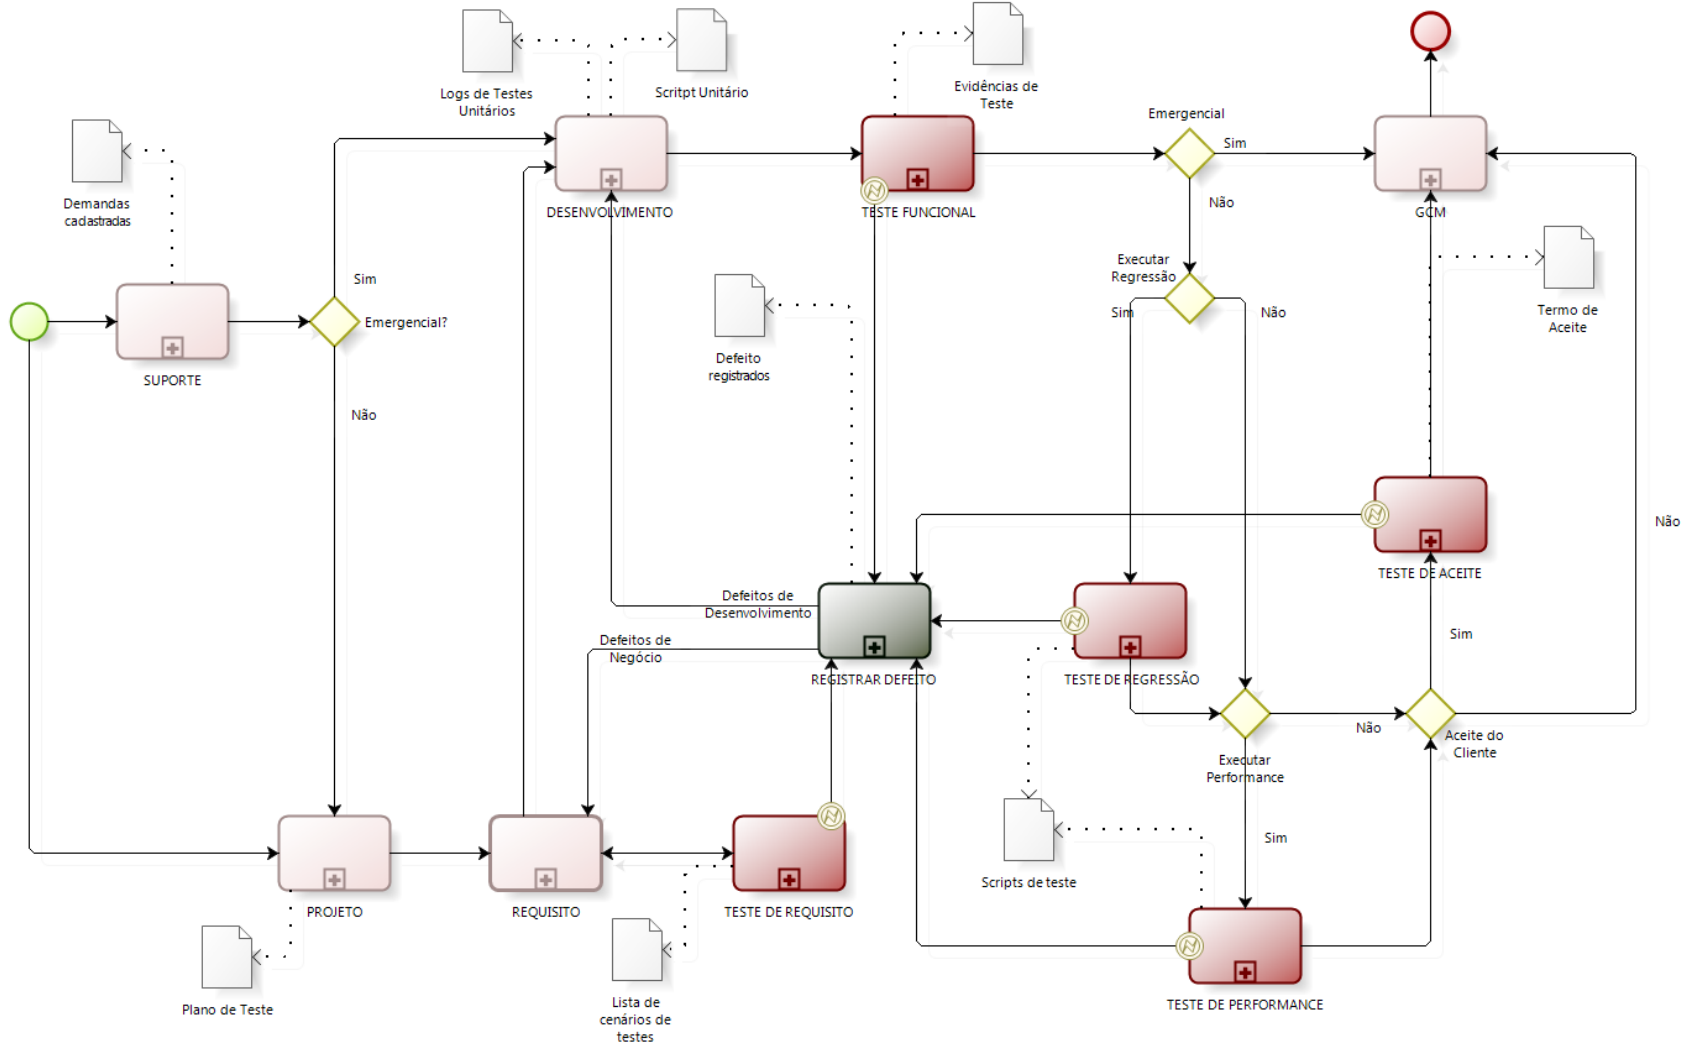 Logs de Testes
Unitários
Scritpt Unitário
Evidências de
Teste
Emergencial
Sim
Demandas
cadastradas
DESENVOLVIMENTO
TESTE FUNCIONAL
Não
GCM
Executar
Regressão
Sim
Emergencial?
Sim
Não
Termo de
Aceite
Defeito
registrados
SUPORTE
Não
Não
TESTE DE ACEITE
Defeitos de
Desenvolvimento
Defeitos de
Negócio
Sim
REGISTRAR DEFEITO
TESTE DE REGRESSÃO
Não
Aceite do
Cliente
Executar
Performance
Sim
Scripts de teste
PROJETO
REQUISITO
TESTE DE REQUISITO
Plano de Teste
Lista de
cenários de
testes
TESTE DE PERFORMANCE